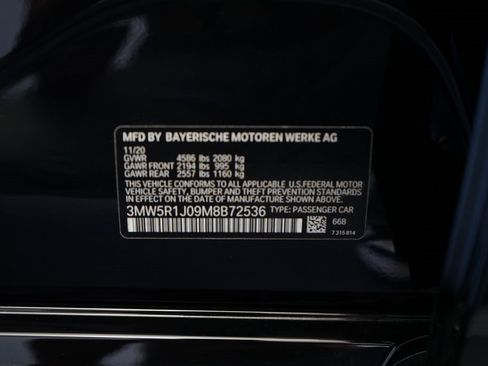 MFD BY BAYERISCHE MOTOREN WERKE AG
11/20
GVWR 4586 lbs 2080 kg
GAWR FRONT 2194 lbs 995 kg
GAWR REAR 2557 lbs 1160 kg
THIS VEHICLE CONFORMS TO ALL APPLICABLE U.S.FEDERAL MOTOR
VEHICLE SAFETY, BUMPER AND THEFT PREVENTION STANDARDS
IN EFFECT ON THE DATE OF MANUFACTURE SHOWN ABOVE.
3MW5R1J09M8B72536 TYPE: PASSENGER CAR
668
7 315 814